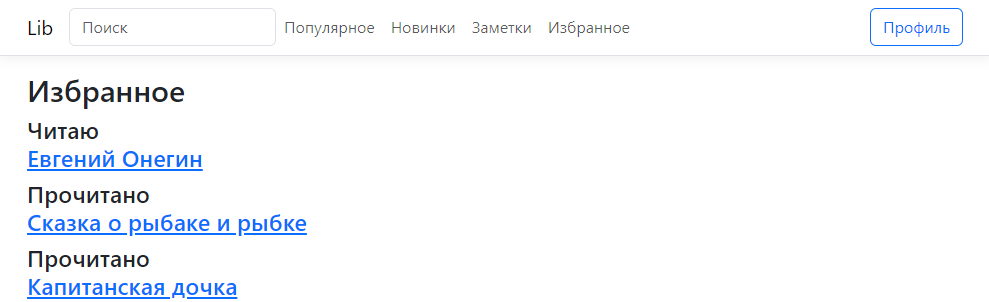 Lib Поиск Популярное Новинки Заметки Избранное Профиль
Избранное
Читаю
Евгений Онегин
Прочитано
Сказка о рыбаке и рыбке
Прочитано
Капитанская дочка